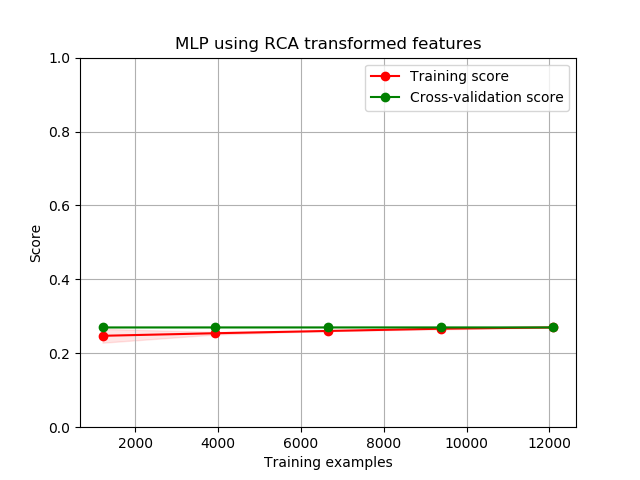 MLP using RCA transformed features
Training score
Cross-validation score
1.0
0.8
0.6
0.4
0.2
0.0
Score
2000 4000 6000 8000 10000 12000
Training examples